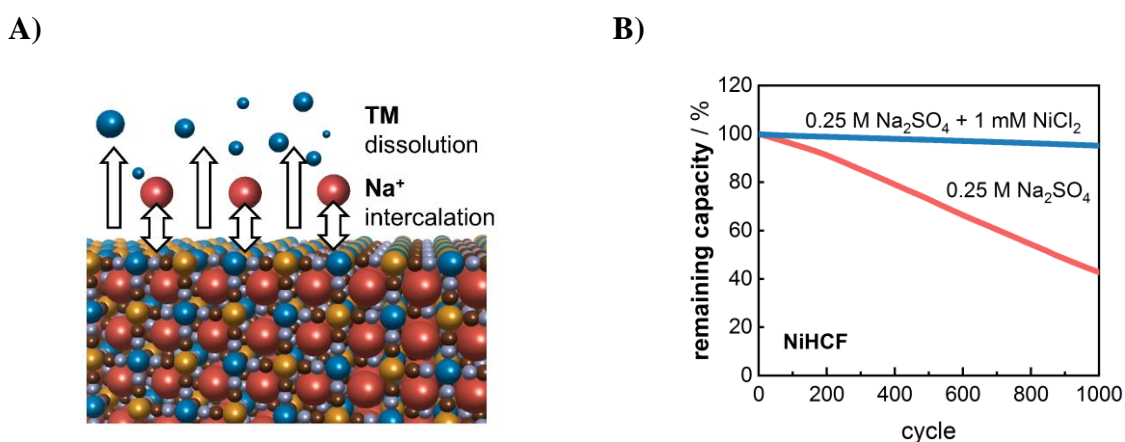 A)
B)
TM
dissolution
Na⁺
intercalation
120
100
80
60
40
20
0
remaining capacity / %
0.25 M Na₂SO₄ + 1 mM NiCl₂
0.25 M Na₂SO₄
NiHCF
0
200
400
600
800
1000
cycle